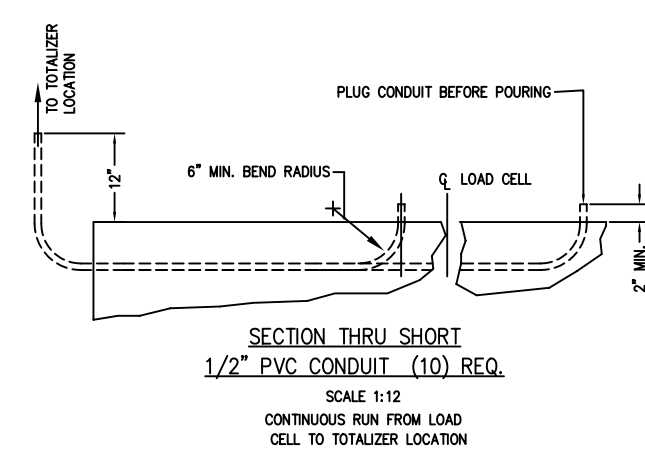 TO TOTALIZER
LOCATION
PLUG CONDUIT BEFORE POURING
12"
6" MIN. BEND RADIUS
℄ LOAD CELL
2" MIN.
SECTION THRU SHORT
1/2" PVC CONDUIT (10) REQ.
SCALE 1:12
CONTINUOUS RUN FROM LOAD
CELL TO TOTALIZER LOCATION